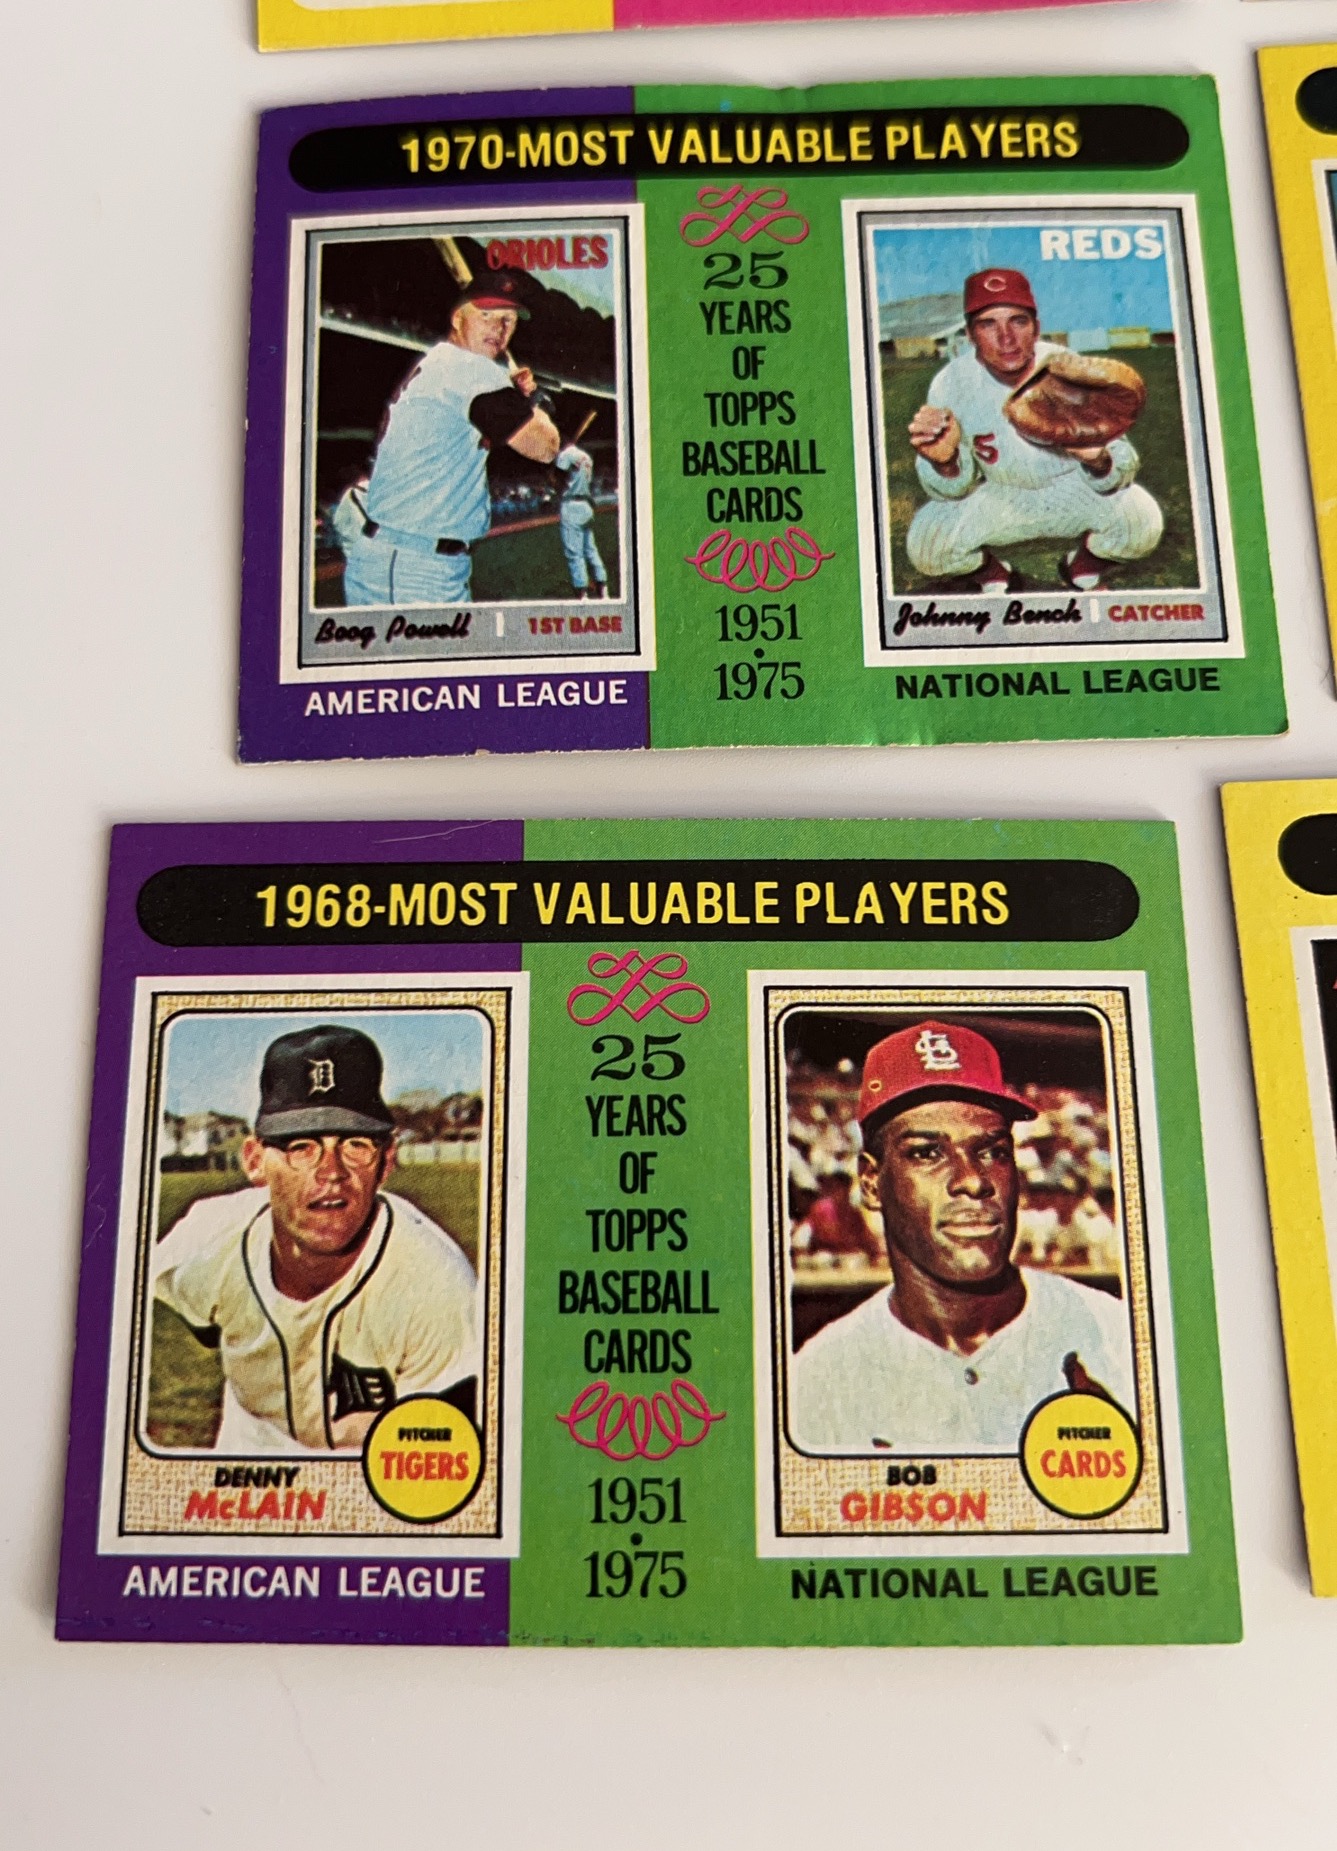 1970-MOST VALUABLE PLAYERS
ORIOLES
Boog Powell 1ST BASE
AMERICAN LEAGUE
25
YEARS
OF
TOPPS
BASEBALL
CARDS
1951
•
1975
REDS
C
5
Johnny Bench CATCHER
NATIONAL LEAGUE
1968-MOST VALUABLE PLAYERS
D
PITCHER
TIGERS
DENNY
McLAIN
AMERICAN LEAGUE
25
YEARS
OF
TOPPS
BASEBALL
CARDS
1951
•
1975
STL
PITCHER
CARDS
BOB
GIBSON
NATIONAL LEAGUE